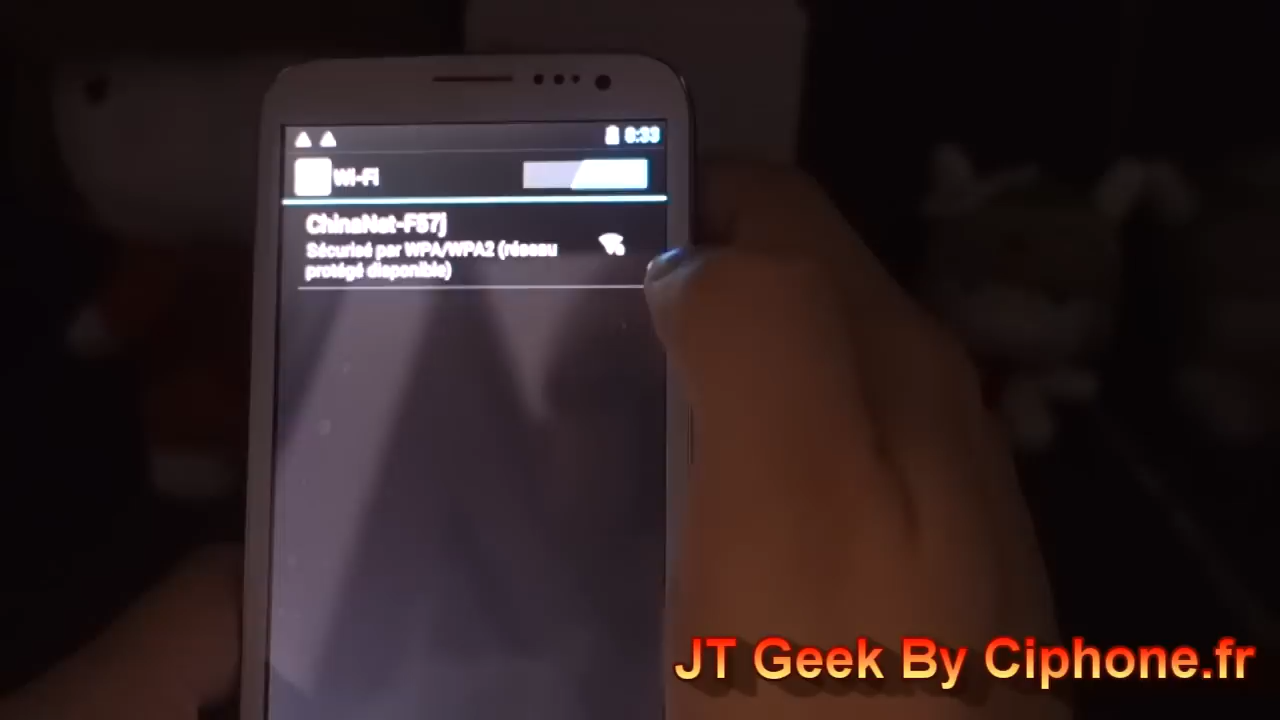 8:33
Wi-Fi
ChinaNet-F57j
Sécurisé par WPA/WPA2 (réseau
protégé disponible)
JT Geek By Ciphone.fr